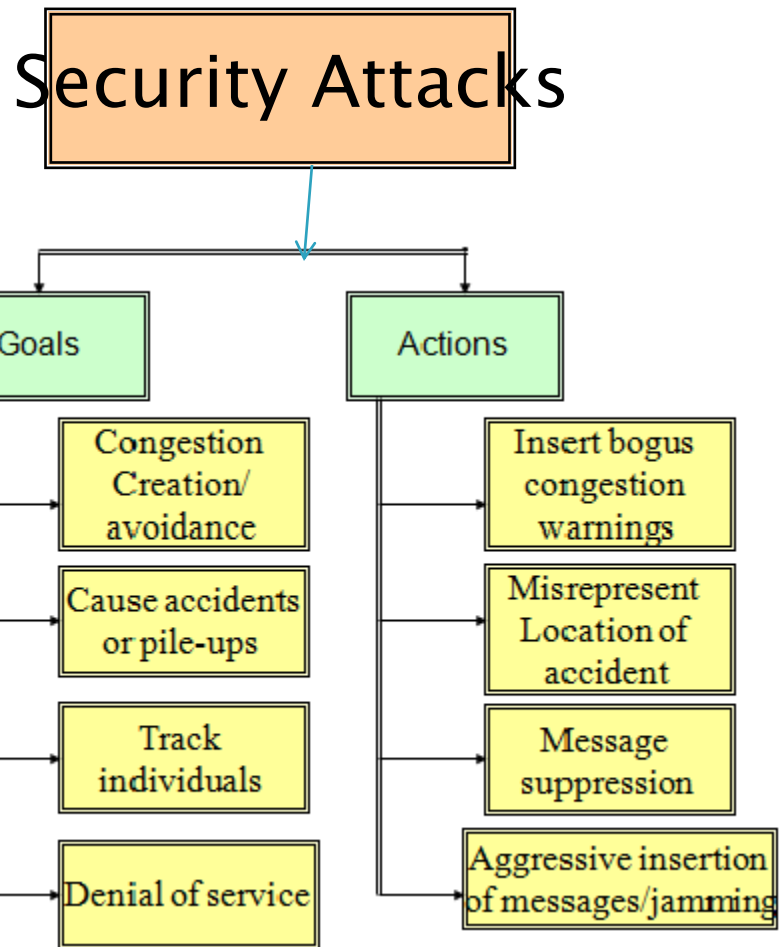 Security Attacks
Goals
Actions
Congestion
Creation/
avoidance
Cause accidents
or pile-ups
Track
individuals
Denial of service
Insert bogus
congestion
warnings
Misrepresent
Location of
accident
Message
suppression
Aggressive insertion
of messages/jamming